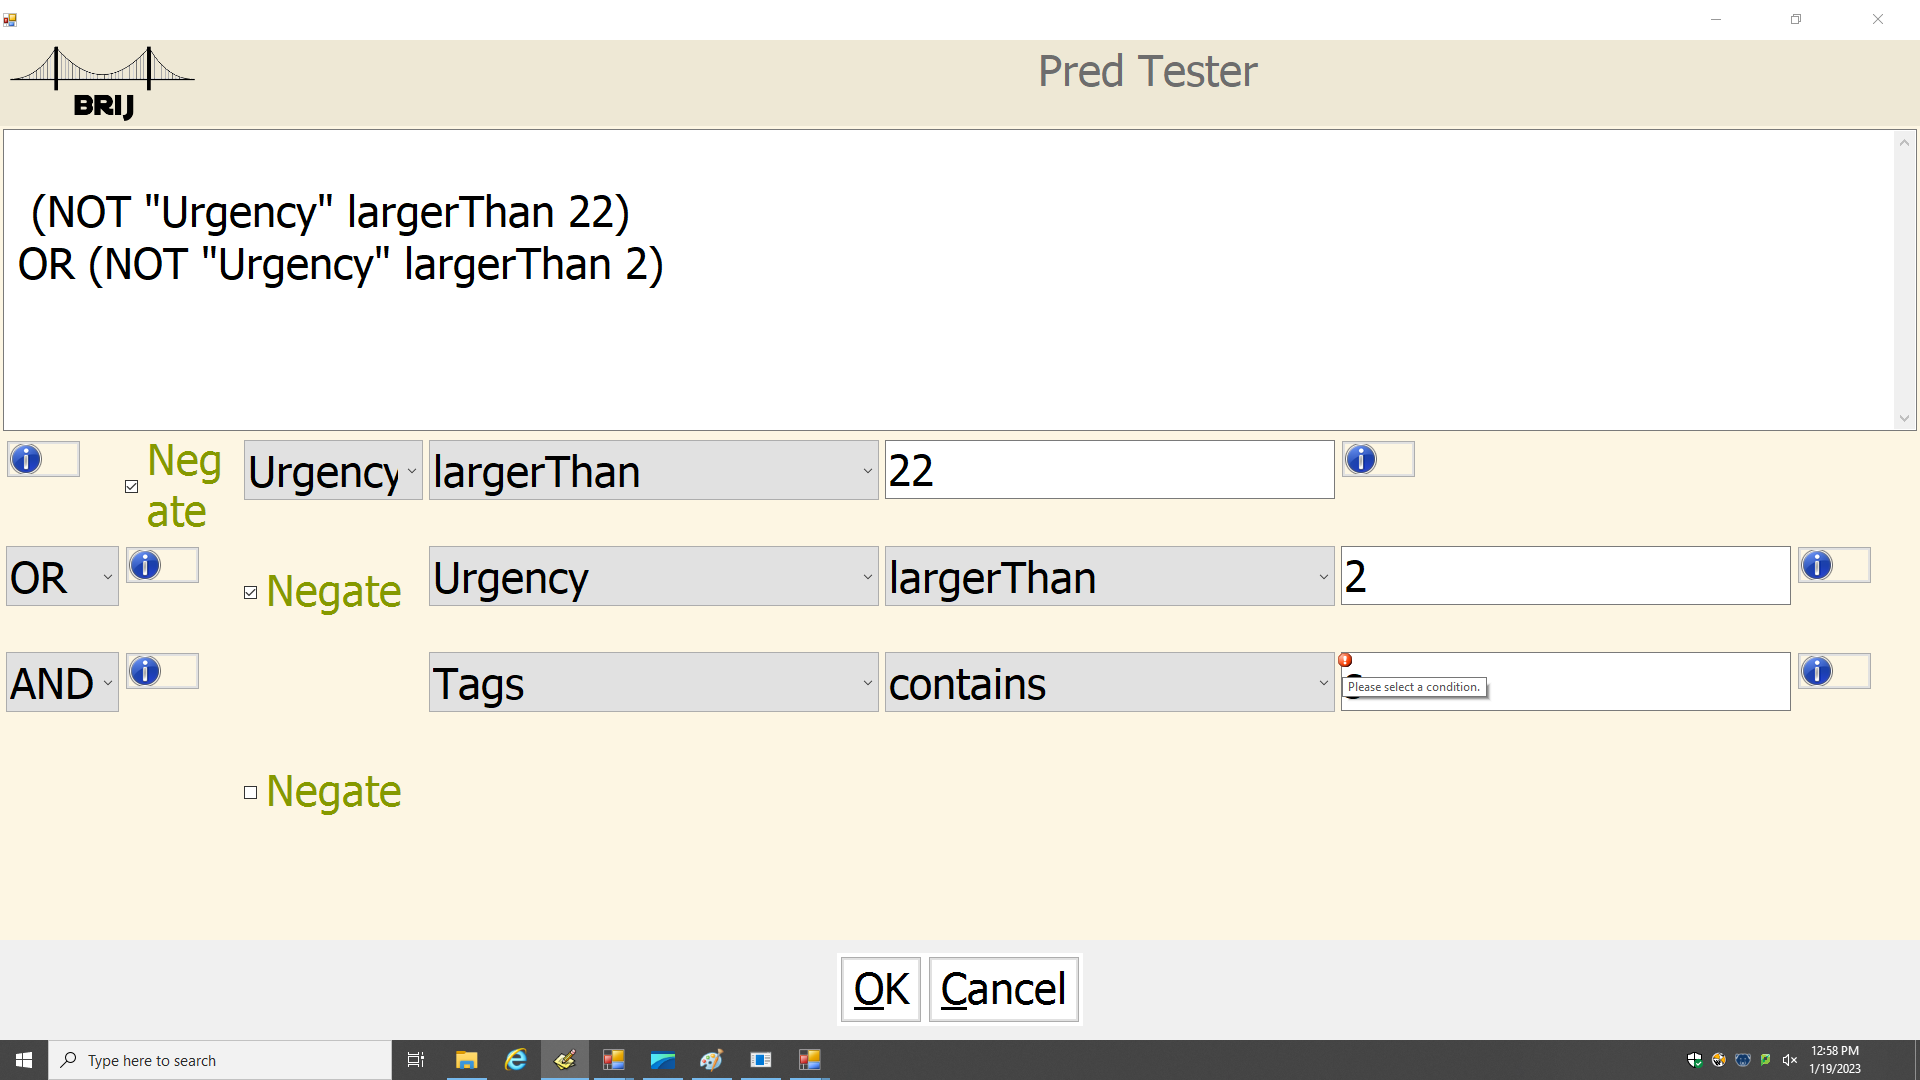 BRIJ
Pred Tester
(NOT "Urgency" largerThan 22)
OR (NOT "Urgency" largerThan 2)
Neg
ate
Urgency
largerThan
22
OR
Negate
Urgency
largerThan
2
AND
Tags
contains
Please select a condition.
Negate
OK
Cancel
Type here to search
12:58 PM
1/19/2023